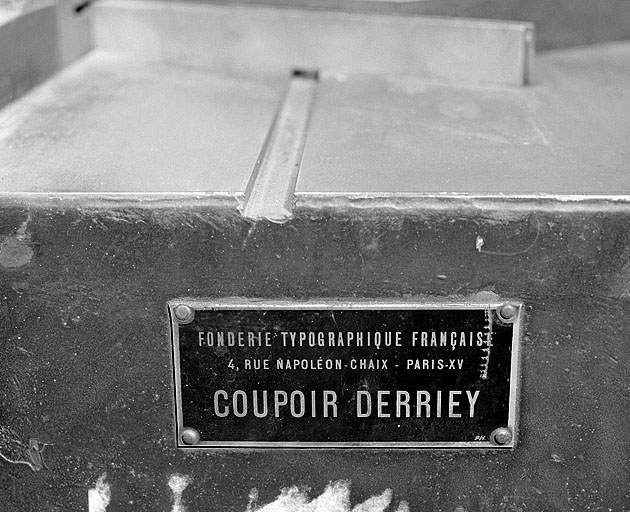 FONDERIE TYPOGRAPHIQUE FRANÇAISE
4, RUE NAPOLÉON-CHAIX - PARIS-XV
COUPOIR DERRIEY